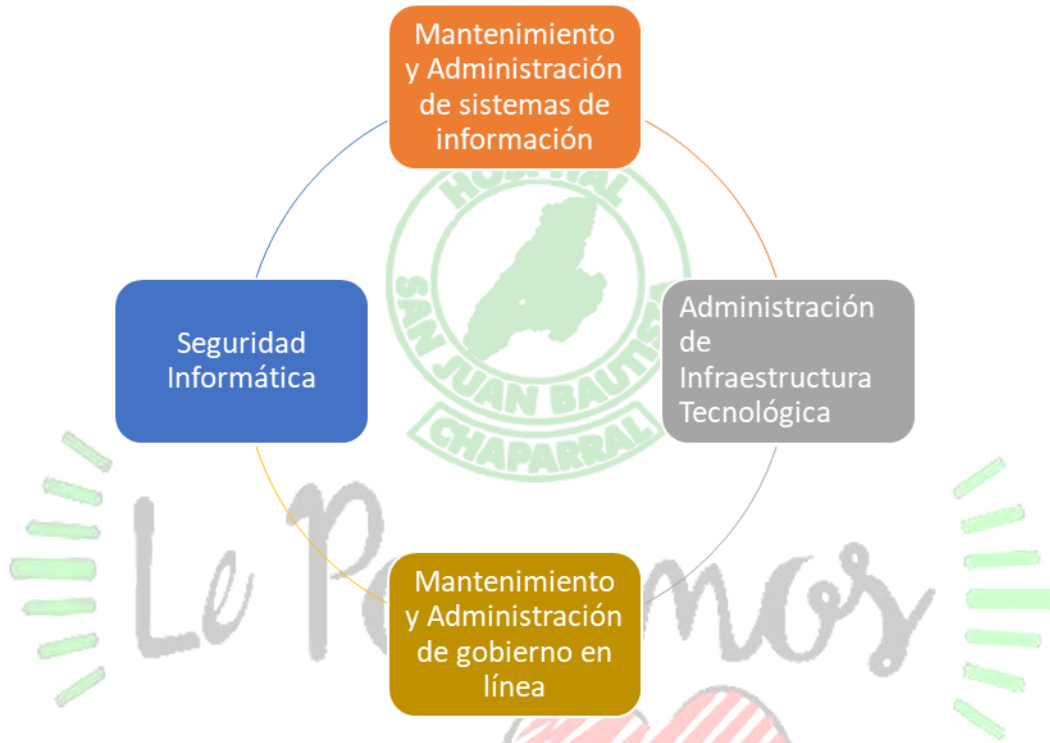 Mantenimiento
y Administración
de sistemas de
información
HOSPITAL
SAN JUAN BAUTISTA
CHAPARRAL
Seguridad
Informática
Administración
de
Infraestructura
Tecnológica
Le
Mantenimiento
y Administración
de gobierno en
línea